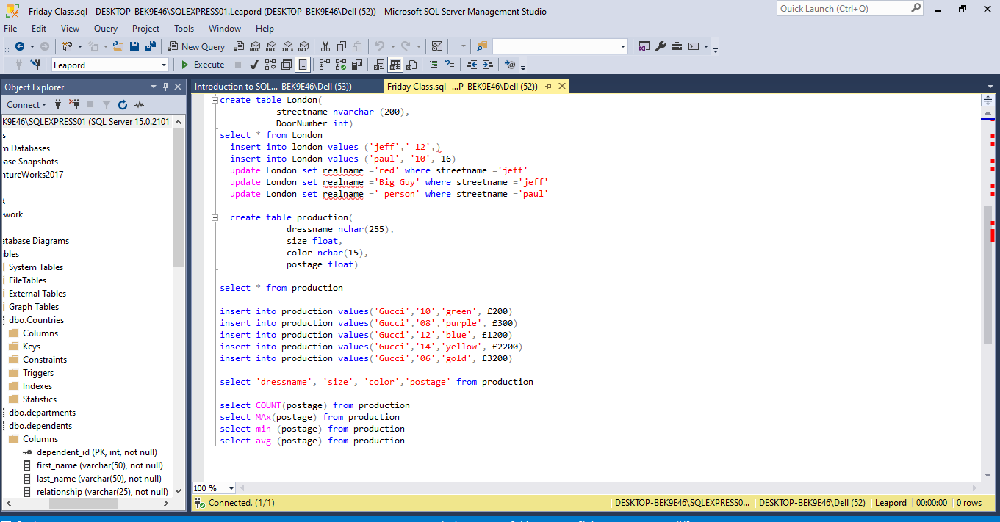 Friday Class.sql - DESKTOP-BEK9E46\SQLEXPRESS01.Leapord (DESKTOP-BEK9E46\Dell (52)) - Microsoft SQL Server Management Studio
Quick Launch (Ctrl+Q)
File Edit View Query Project Tools Window Help
New Query MDX DMX XMLA DAX
Leapord Execute
Object Explorer
Connect
K9E46\SQLEXPRESS01 (SQL Server 15.0.2101
s
m Databases
ase Snapshots
ntureWorks2017
A
ework
atabase Diagrams
bles
System Tables
FileTables
External Tables
Graph Tables
dbo.Countries
Columns
Keys
Constraints
Triggers
Indexes
Statistics
dbo.departments
dbo.dependents
Columns
dependent_id (PK, int, not null)
first_name (varchar(50), not null)
last_name (varchar(50), not null)
relationship (varchar(25), not null)
Introduction to SQL...-BEK9E46\Dell (53)) Friday Class.sql -...P-BEK9E46\Dell (52))
create table London(
streetname nvarchar (200),
DoorNumber int)
select * from London
insert into london values ('jeff',' 12',)
insert into London values ('paul', '10', 16)
update London set realname ='red' where streetname ='jeff'
update London set realname ='Big Guy' where streetname ='jeff'
update London set realname =' person' where streetname ='paul'
create table production(
dressname nchar(255),
size float,
color nchar(15),
postage float)
select * from production
insert into production values('Gucci','10','green', £200)
insert into production values('Gucci','08','purple', £300)
insert into production values('Gucci','12','blue', £1200)
insert into production values('Gucci','14','yellow', £2200)
insert into production values('Gucci','06','gold', £3200)
select 'dressname', 'size', 'color','postage' from production
select COUNT(postage) from production
select MAx(postage) from production
select min (postage) from production
select avg (postage) from production
100 %
Connected. (1/1) DESKTOP-BEK9E46\SQLEXPRESS0... DESKTOP-BEK9E46\Dell (52) Leapord 00:00:00 0 rows